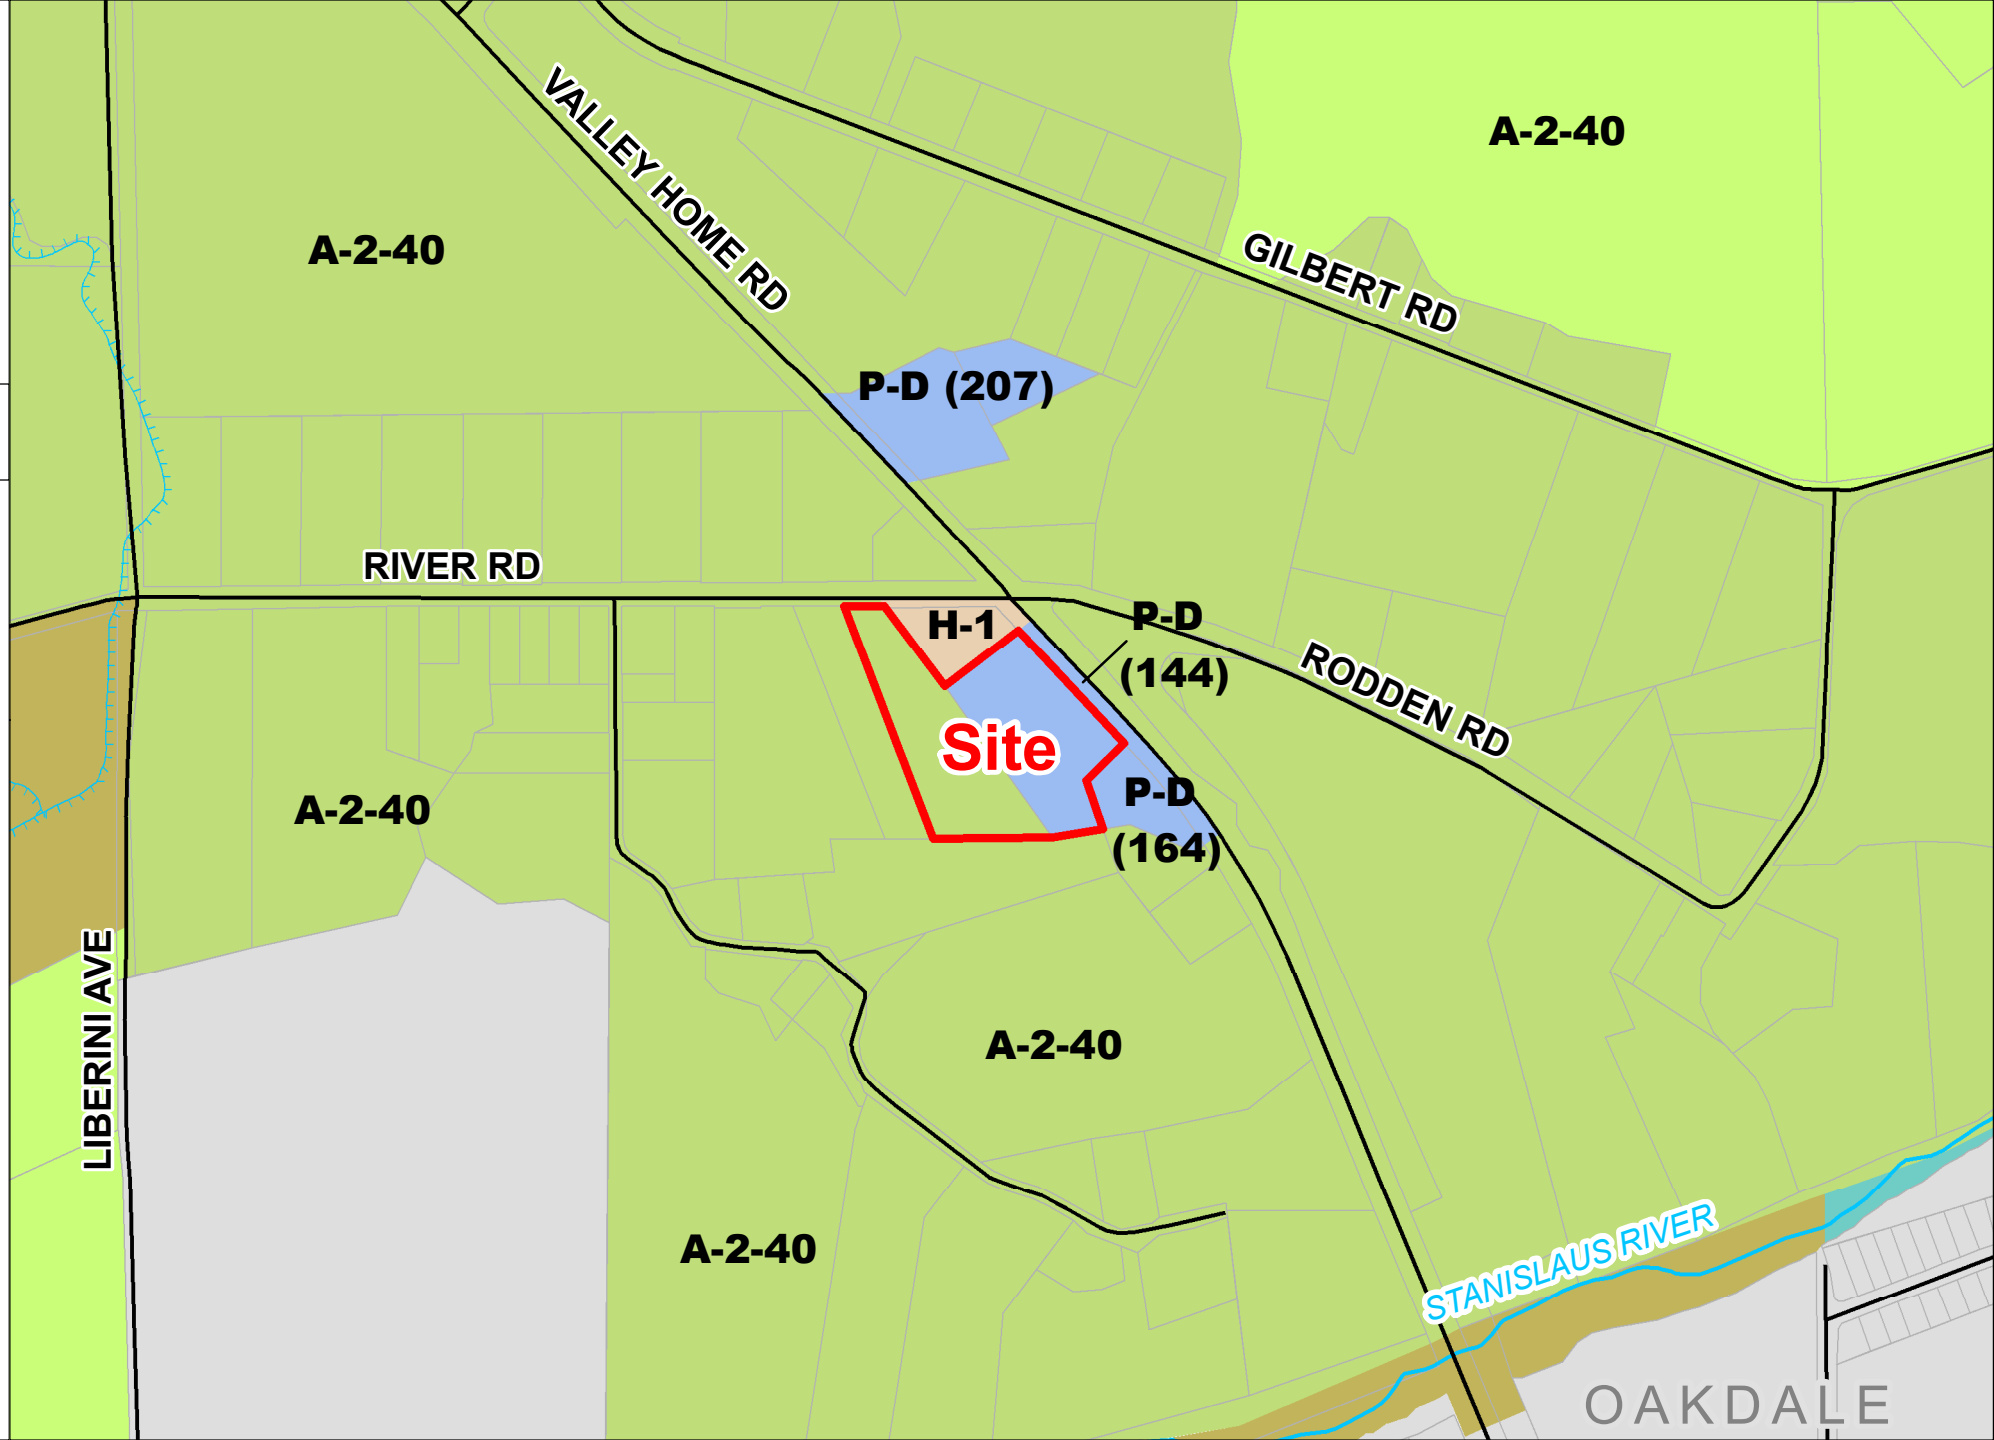 A-2-40
VALLEY HOME RD
A-2-40
GILBERT RD
P-D (207)
RIVER RD
H-1
P-D
(144)
RODDEN RD
Site
P-D
(164)
A-2-40
LIBERINI AVE
A-2-40
A-2-40
STANISLAUS RIVER
OAKDALE